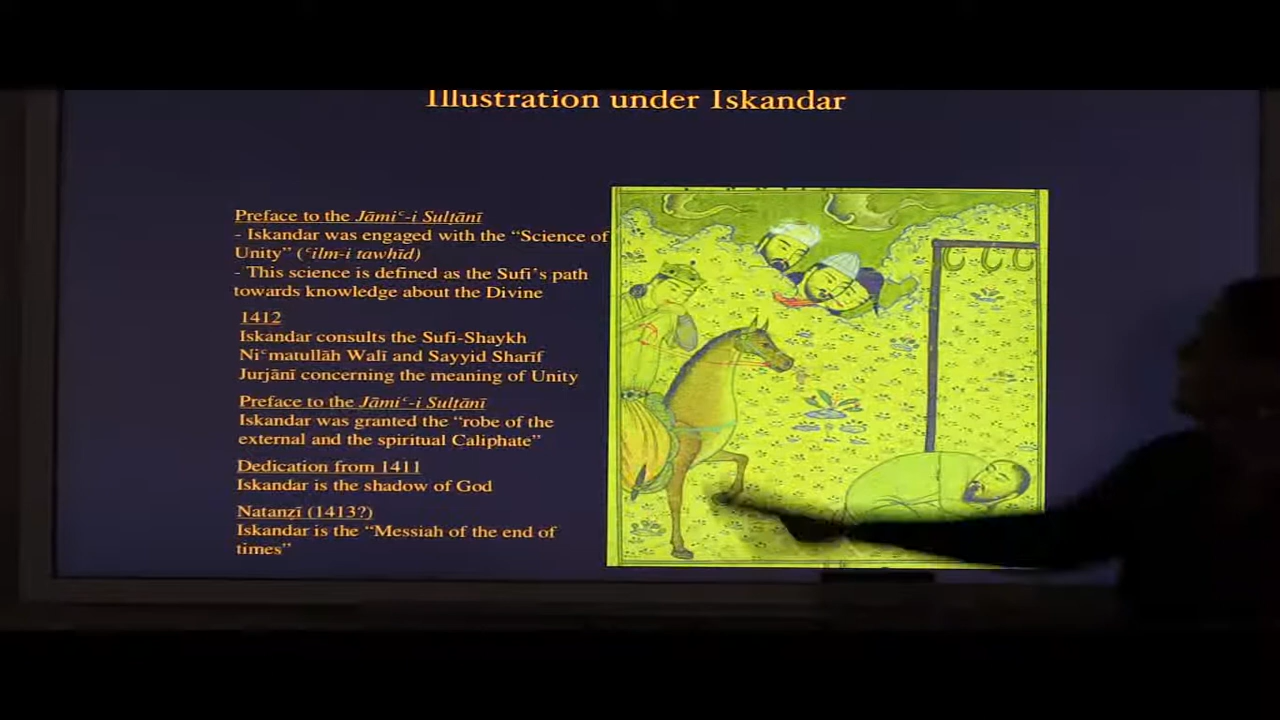 Illustration under Iskandar
Preface to the Jāmiʿ-i Sulṭānī
- Iskandar was engaged with the “Science of
Unity” (ʿilm-i tawḥīd)
- This science is defined as the Sufi’s path
towards knowledge about the Divine
1412
Iskandar consults the Sufi-Shaykh
Niʿmatullāh Walī and Sayyid Sharīf
Jurjānī concerning the meaning of Unity
Preface to the Jāmiʿ-i Sulṭānī
Iskandar was granted the “robe of the
external and the spiritual Caliphate”
Dedication from 1411
Iskandar is the shadow of God
Naṭanzī (1413?)
Iskandar is the “Messiah of the end of
times”